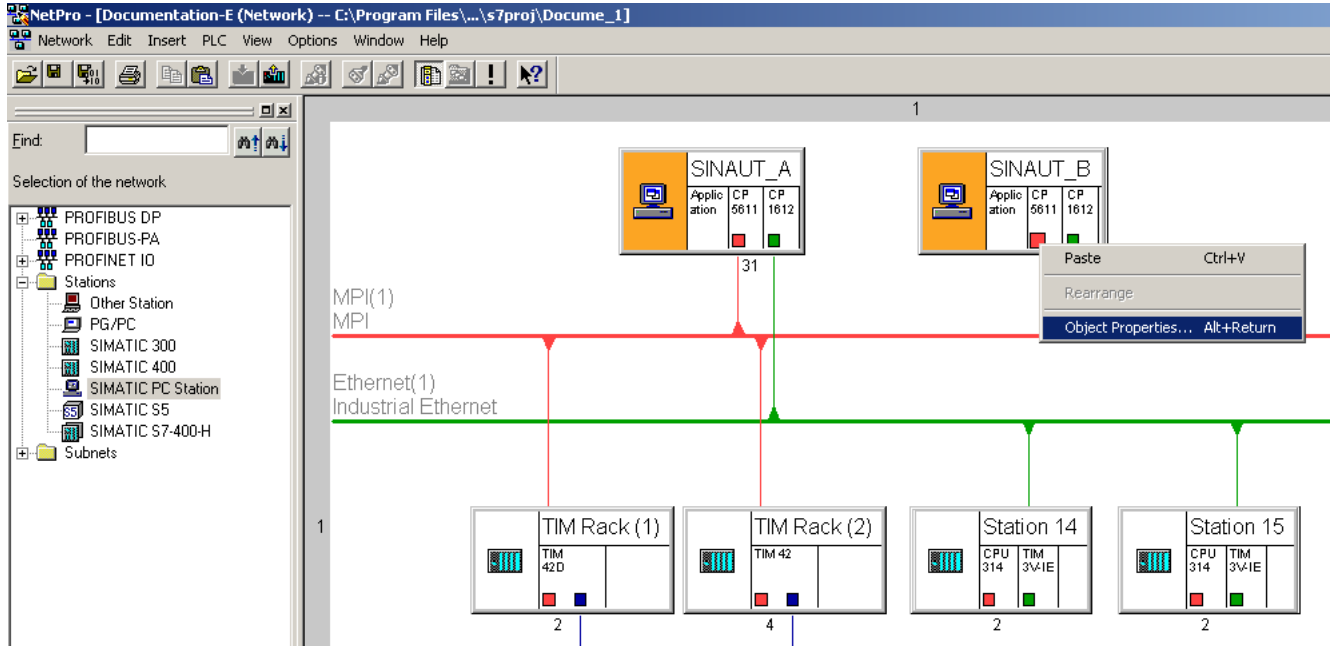 NetPro - [Documentation-E (Network) -- C:\Program Files\...\s7proj\Docume_1]
Network Edit Insert PLC View Options Window Help
Find:
Selection of the network
PROFIBUS DP
PROFIBUS-PA
PROFINET IO
Stations
Other Station
PG/PC
SIMATIC 300
SIMATIC 400
SIMATIC PC Station
SIMATIC S5
SIMATIC S7-400-H
Subnets
1
1
SINAUT_A
Applic
ation
CP
5611
CP
1612
31
SINAUT_B
Applic
ation
CP
5611
CP
1612
Paste Ctrl+V
Rearrange
Object Properties... Alt+Return
MPI(1)
MPI
Ethernet(1)
Industrial Ethernet
TIM Rack (1)
TIM
42D
2
TIM Rack (2)
TIM 42
4
Station 14
CPU
314
TIM
3V-IE
2
Station 15
CPU
314
TIM
3V-IE
2